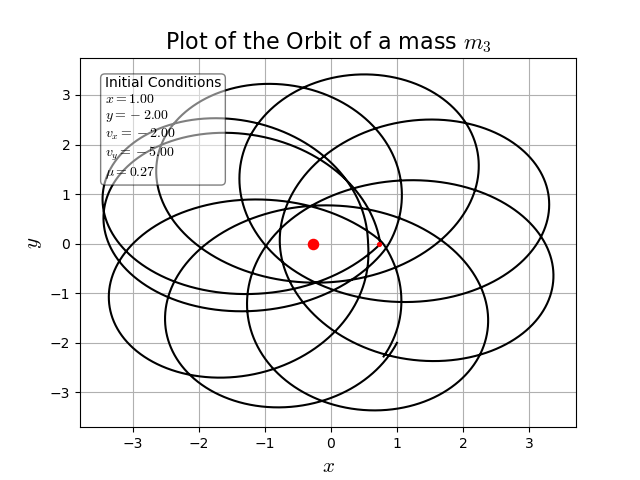 Plot of the Orbit of a mass m₃
Initial Conditions
x = 1.00
y = − 2.00
vₓ = −2.00
v_y = −5.00
μ = 0.27
3
2
1
0
−1
−2
−3
y
−3 −2 −1 0 1 2 3
x